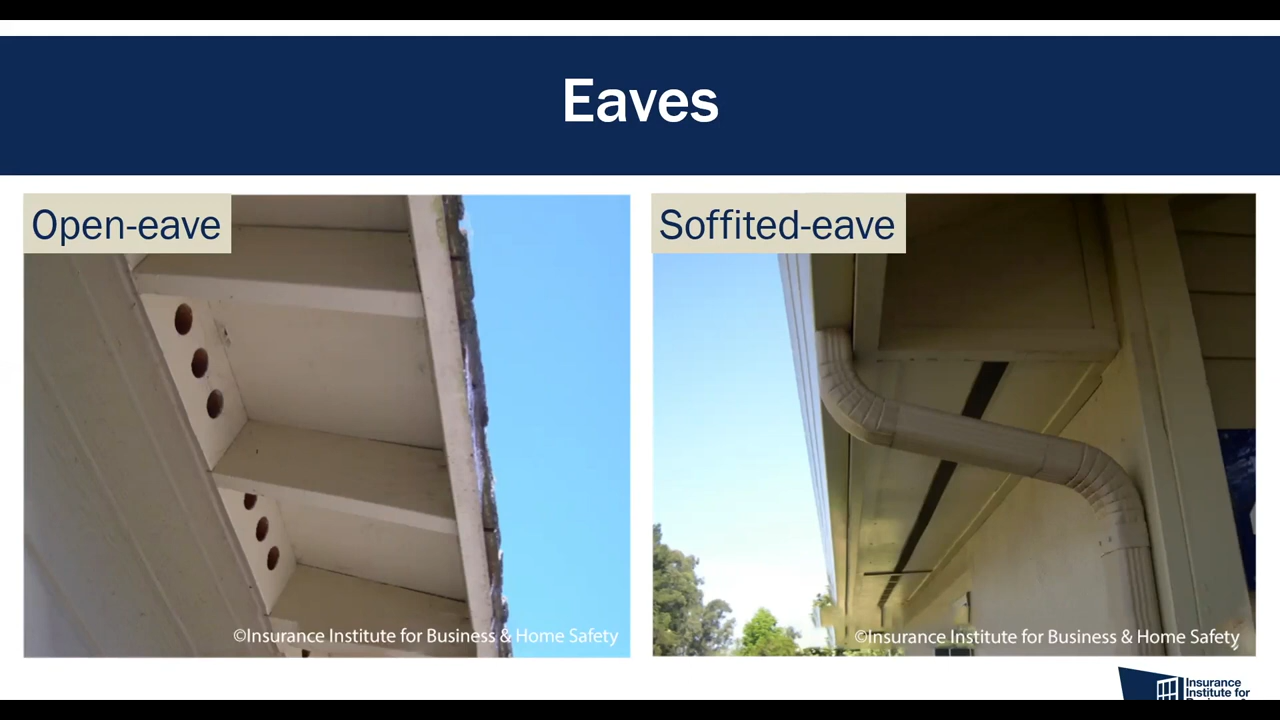 Eaves
Open-eave
Soffited-eave
©Insurance Institute for Business & Home Safety
©Insurance Institute for Business & Home Safety
Insurance
Institute for